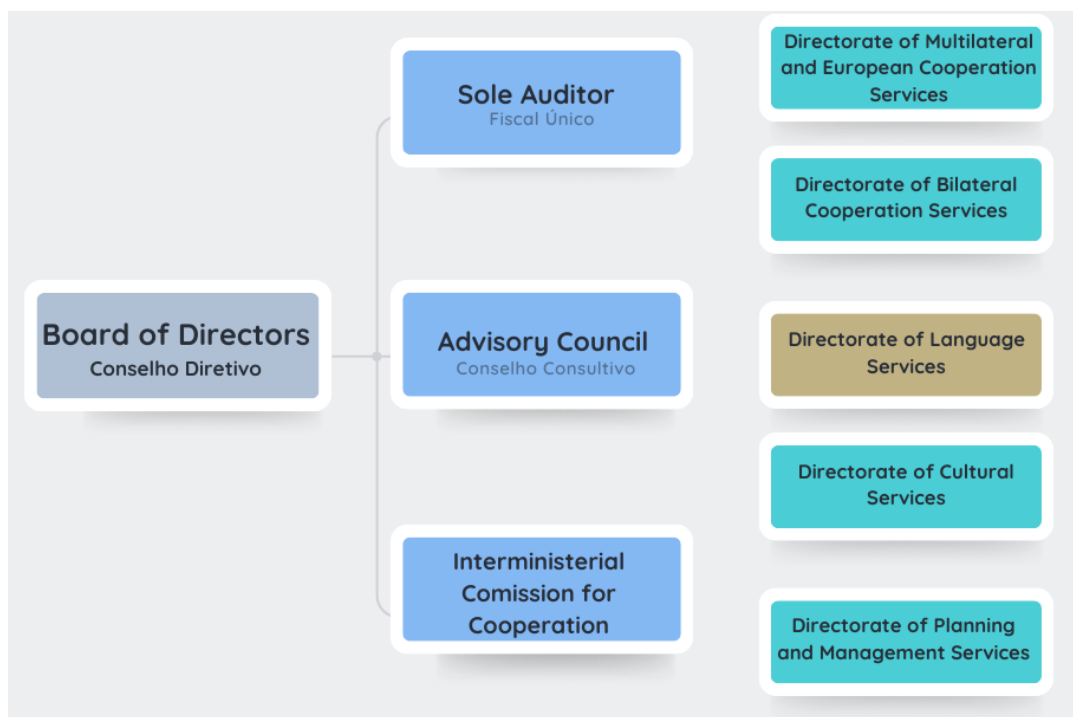 Board of Directors
Conselho Diretivo
Sole Auditor
Fiscal Único
Advisory Council
Conselho Consultivo
Interministerial
Comission for
Cooperation
Directorate of Multilateral
and European Cooperation
Services
Directorate of Bilateral
Cooperation Services
Directorate of Language
Services
Directorate of Cultural
Services
Directorate of Planning
and Management Services